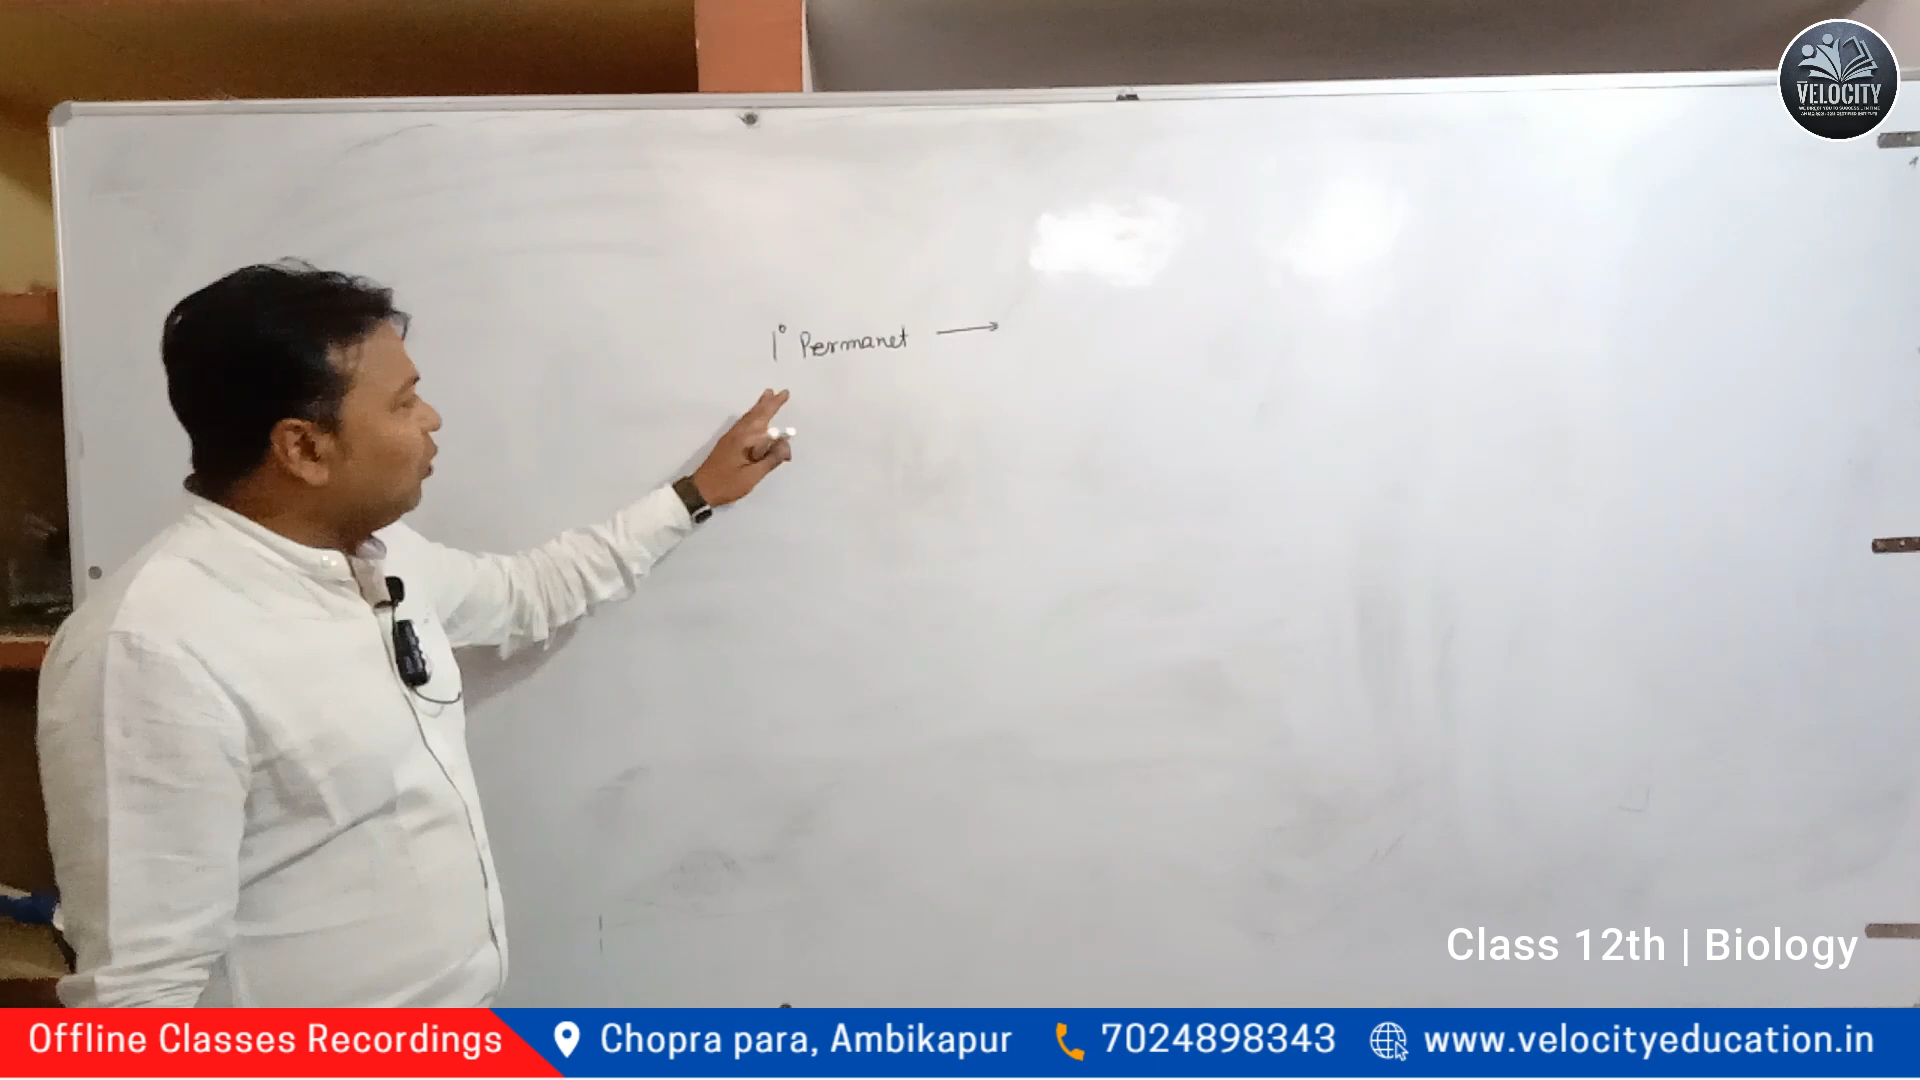 VELOCITY
1° Permanet →
Class 12th | Biology
Offline Classes Recordings
Chopra para, Ambikapur
7024898343
www.velocityeducation.in